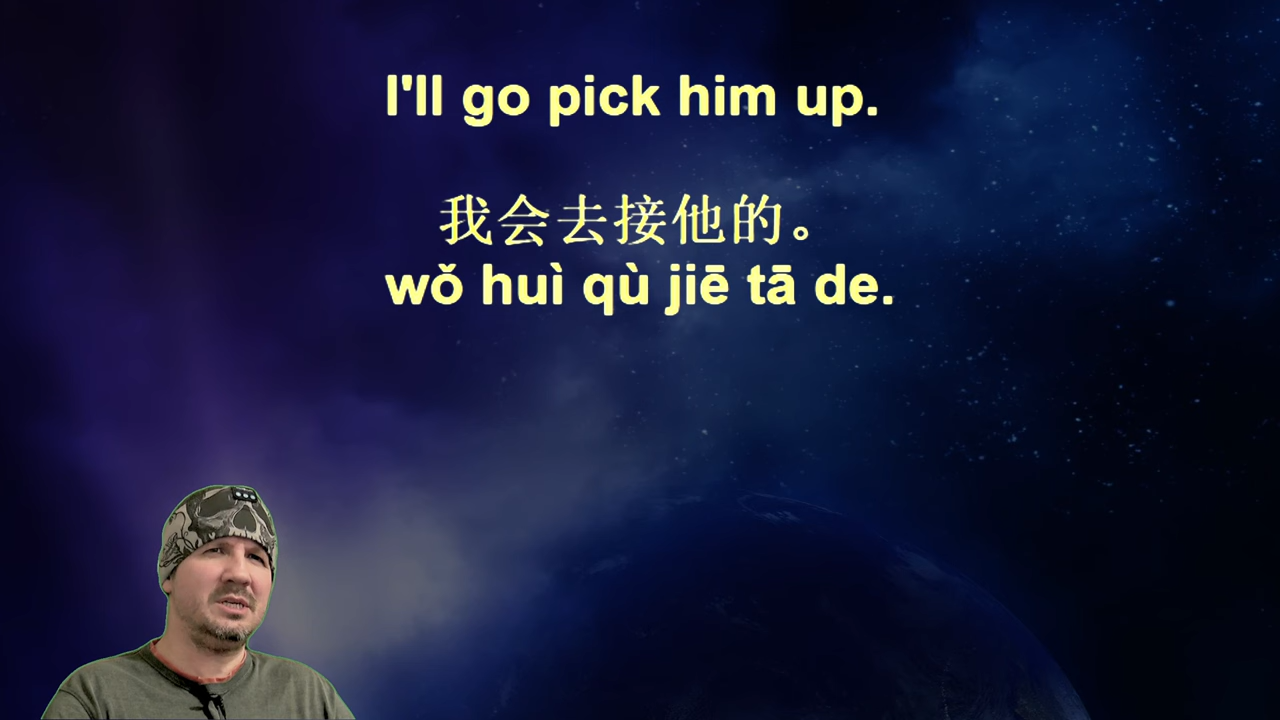 I'll go pick him up.
我会去接他的。
wǒ huì qù jiē tā de.